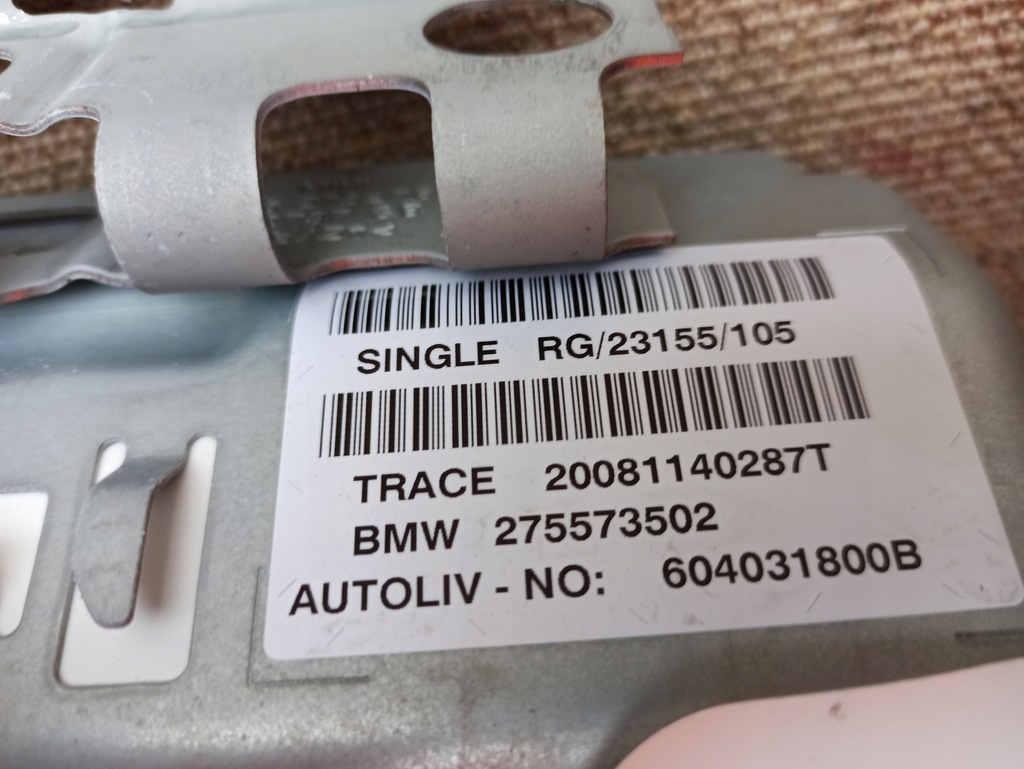 SINGLE RG/23155/105
TRACE 20081140287T
BMW 275573502
AUTOLIV - NO: 604031800B